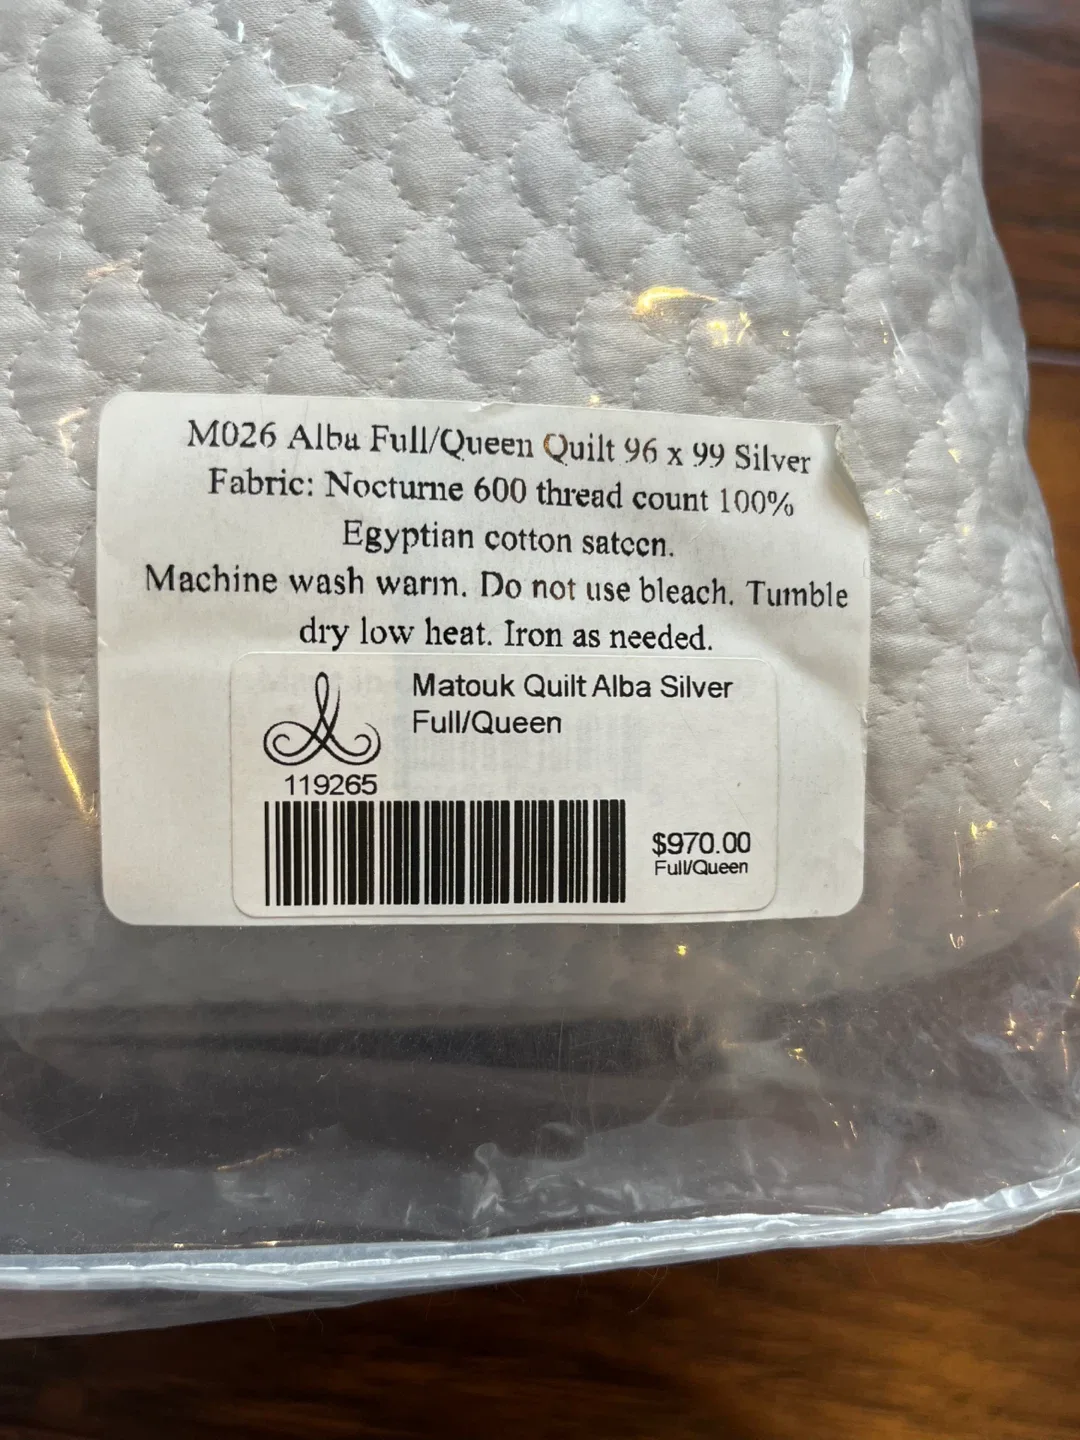 M026 Alba Full/Queen Quilt 96 x 99 Silver
Fabric: Nocturne 600 thread count 100%
Egyptian cotton sateen.
Machine wash warm. Do not use bleach. Tumble
dry low heat. Iron as needed.
Matouk Quilt Alba Silver
Full/Queen
119265
$970.00
Full/Queen